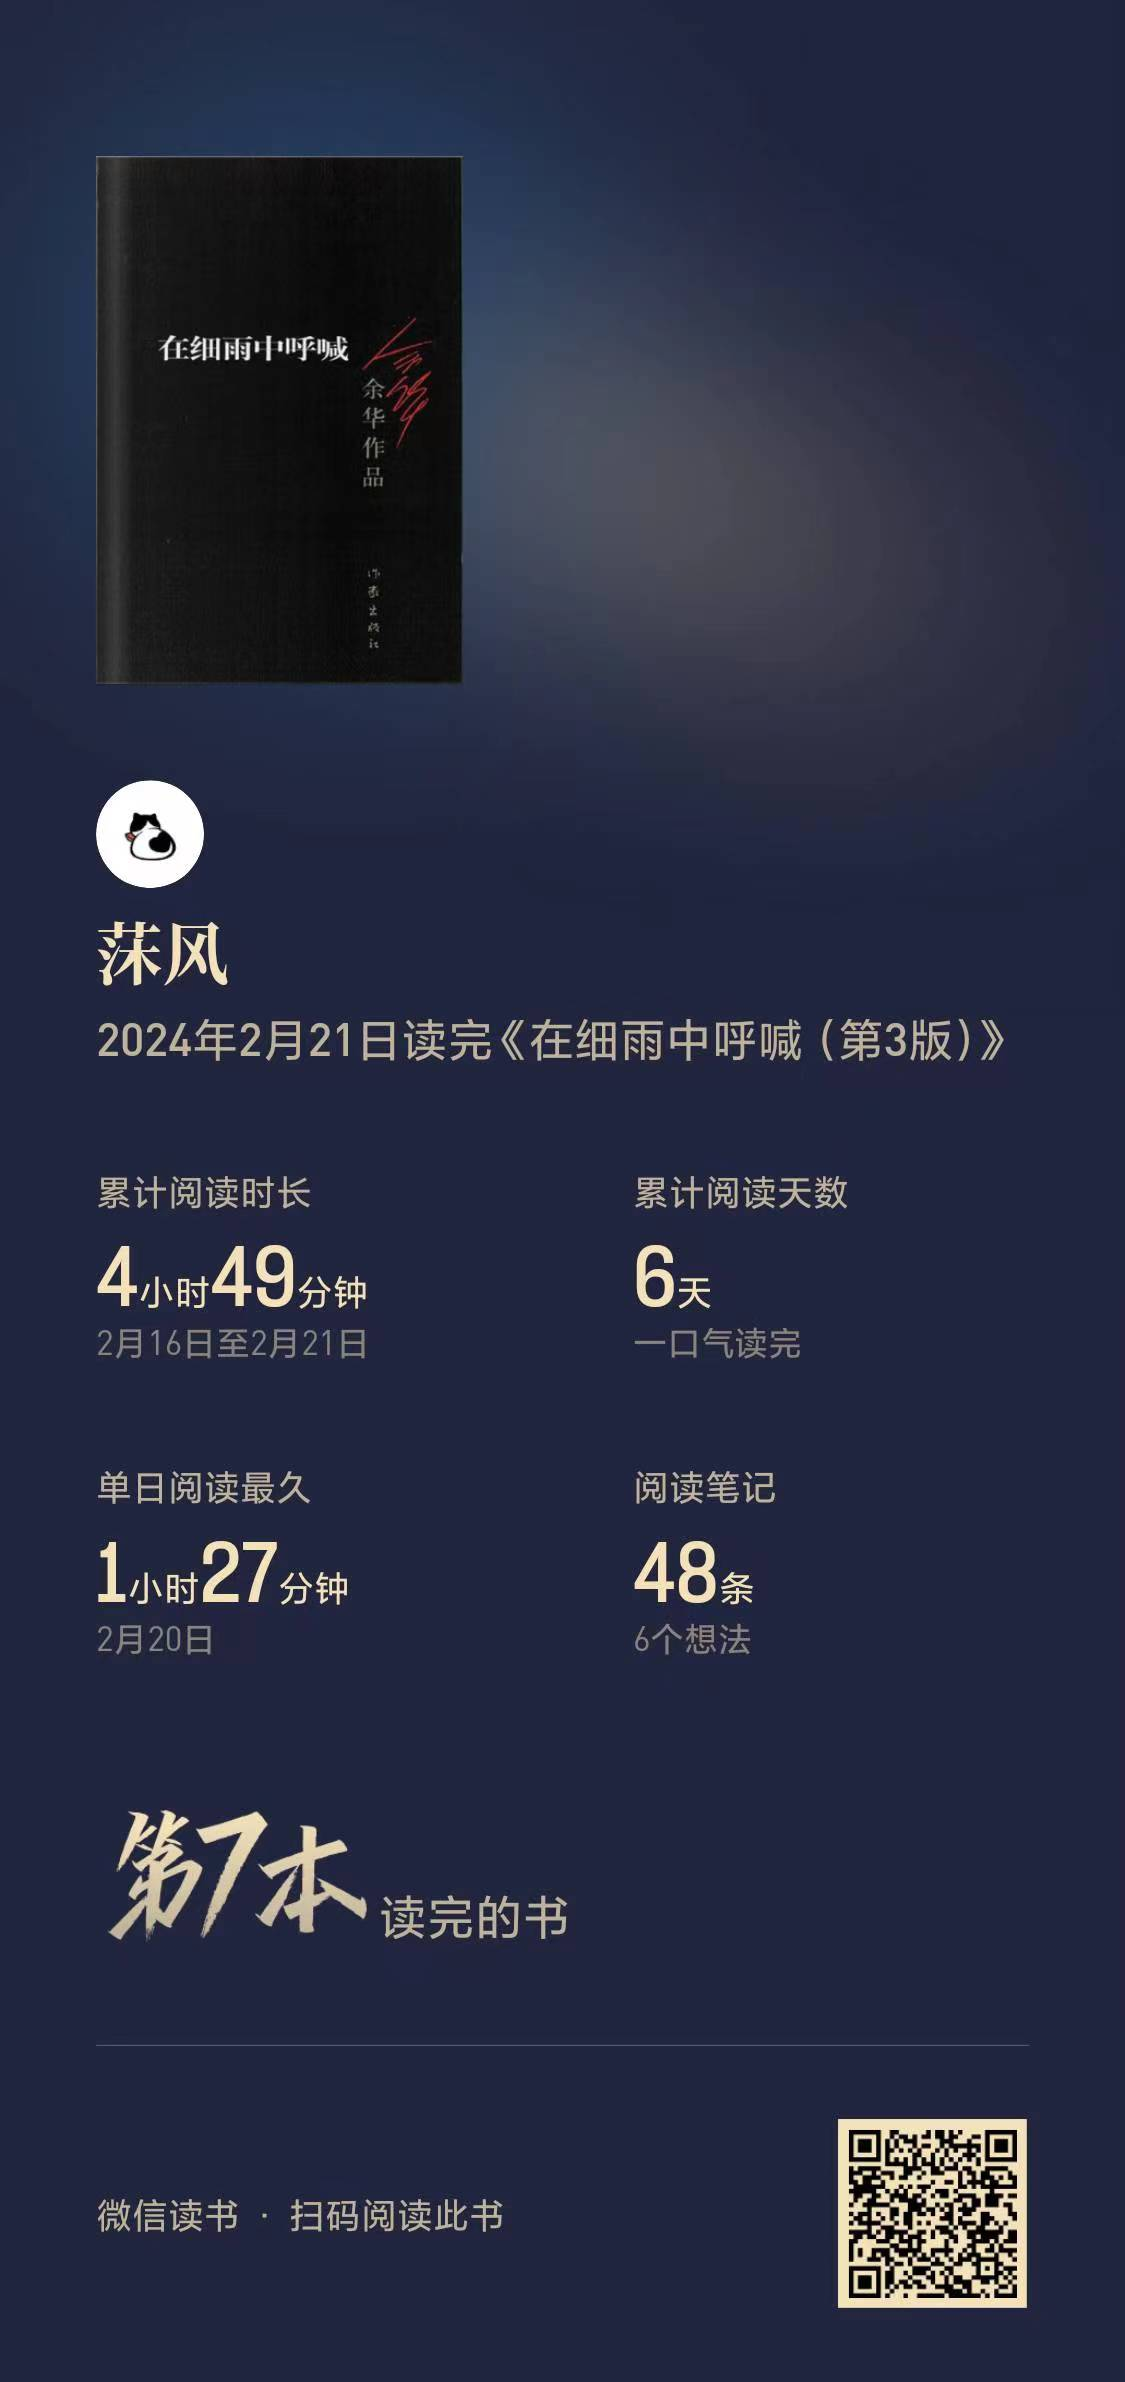 在细雨中呼喊
余华作品
作家出版社
莯风
2024年2月21日读完《在细雨中呼喊（第3版）》
累计阅读时长
4小时49分钟
2月16日至2月21日
累计阅读天数
6天
一口气读完
单日阅读最久
1小时27分钟
2月20日
阅读笔记
48条
6个想法
第7本 读完的书
微信读书 · 扫码阅读此书